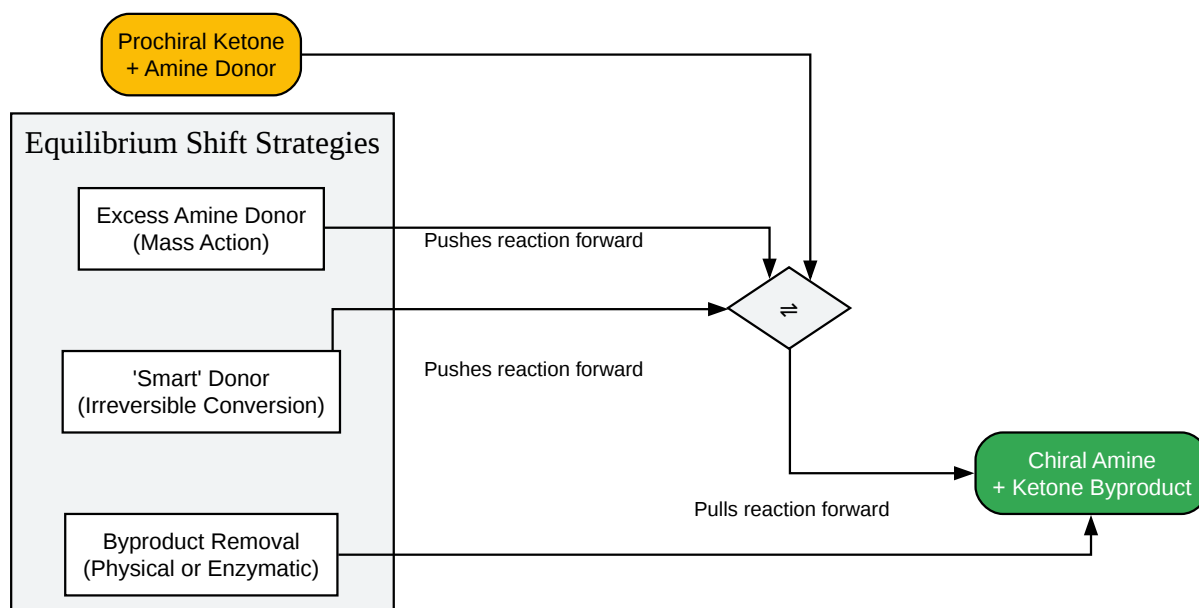 Prochiral Ketone
+ Amine Donor
Equilibrium Shift Strategies
Excess Amine Donor
(Mass Action)
Pushes reaction forward
⇌
'Smart' Donor
(Irreversible Conversion)
Pushes reaction forward
Chiral Amine
+ Ketone Byproduct
Pulls reaction forward
Byproduct Removal
(Physical or Enzymatic)